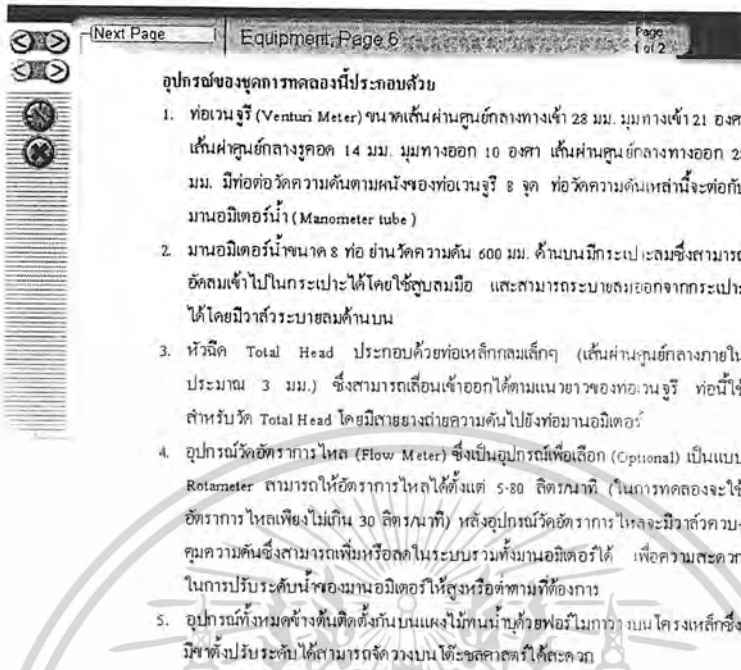 Next Page
Equipment, Page 6
Page
1 of 2
อุปกรณ์ของชุดการทดลองนี้ประกอบด้วย
1. ท่อเวนจูรี (Venturi Meter) ขนาดเส้นผ่านศูนย์กลางทางเข้า 28 มม. มุมทางเข้า 21 องศา
เส้นผ่าศูนย์กลางรูคอด 14 มม. มุมทางออก 10 องศา เส้นผ่านศูนย์กลางทางออก
มม. มีท่อต่อวัดความดันตามผนังของท่อเวนจูรี 8 จุด ท่อวัดความดันเหล่านี้จะต่อกับ
มานอมิเตอร์น้ำ (Manometer tube)
2. มานอมิเตอร์น้ำขนาด 8 ท่อ ย่านวัดความดัน 600 มม. ด้านบนมีกระเปาะลมซึ่งสามารถ
อัดลมเข้าไปในกระเปาะได้โดยใช้สูบลมมือ และสามารถระบายลมออกจากกระเปาะ
ได้โดยมีวาล์วระบายลมด้านบน
3. หัวฉีด Total Head ประกอบด้วยท่อเหล็กกลมเล็กๆ (เส้นผ่านศูนย์กลางภายใน
ประมาณ 3 มม.) ซึ่งสามารถเลื่อนเข้าออกได้ตามแนวยาวของท่อเวนจูรี ท่อนี้ใช้
สำหรับวัด Total Head โดยมีสายยางถ่ายความดันไปยังท่อมานอมิเตอร์
4. อุปกรณ์วัดอัตราการไหล (Flow Meter) ซึ่งเป็นอุปกรณ์เพื่อเลือก (Optional) เป็นแบบ
Rotameter สามารถให้อัตราการไหลได้ตั้งแต่ 5-80 ลิตร/นาที (ในการทดลองจะใช้
อัตราการไหลเพียงไม่เกิน 30 ลิตร/นาที) หลังอุปกรณ์วัดอัตราการไหลจะมีวาล์วควบ
คุมความดันซึ่งสามารถเพิ่มหรือลดในระบบรวมทั้งมานอมิเตอร์ได้ เพื่อความสะดวก
ในการปรับระดับน้ำของมานอมิเตอร์ให้สูงหรือต่ำตามที่ต้องการ
5. อุปกรณ์ทั้งหมดข้างต้นติดตั้งกันบนแผงไม้ทนน้ำบุด้วยฟอร์ไมกาวางบนโครงเหล็กซึ่ง
มีขาตั้งปรับระดับได้สามารถจัดวางบนโต๊ะชลศาสตร์ได้สะดวก